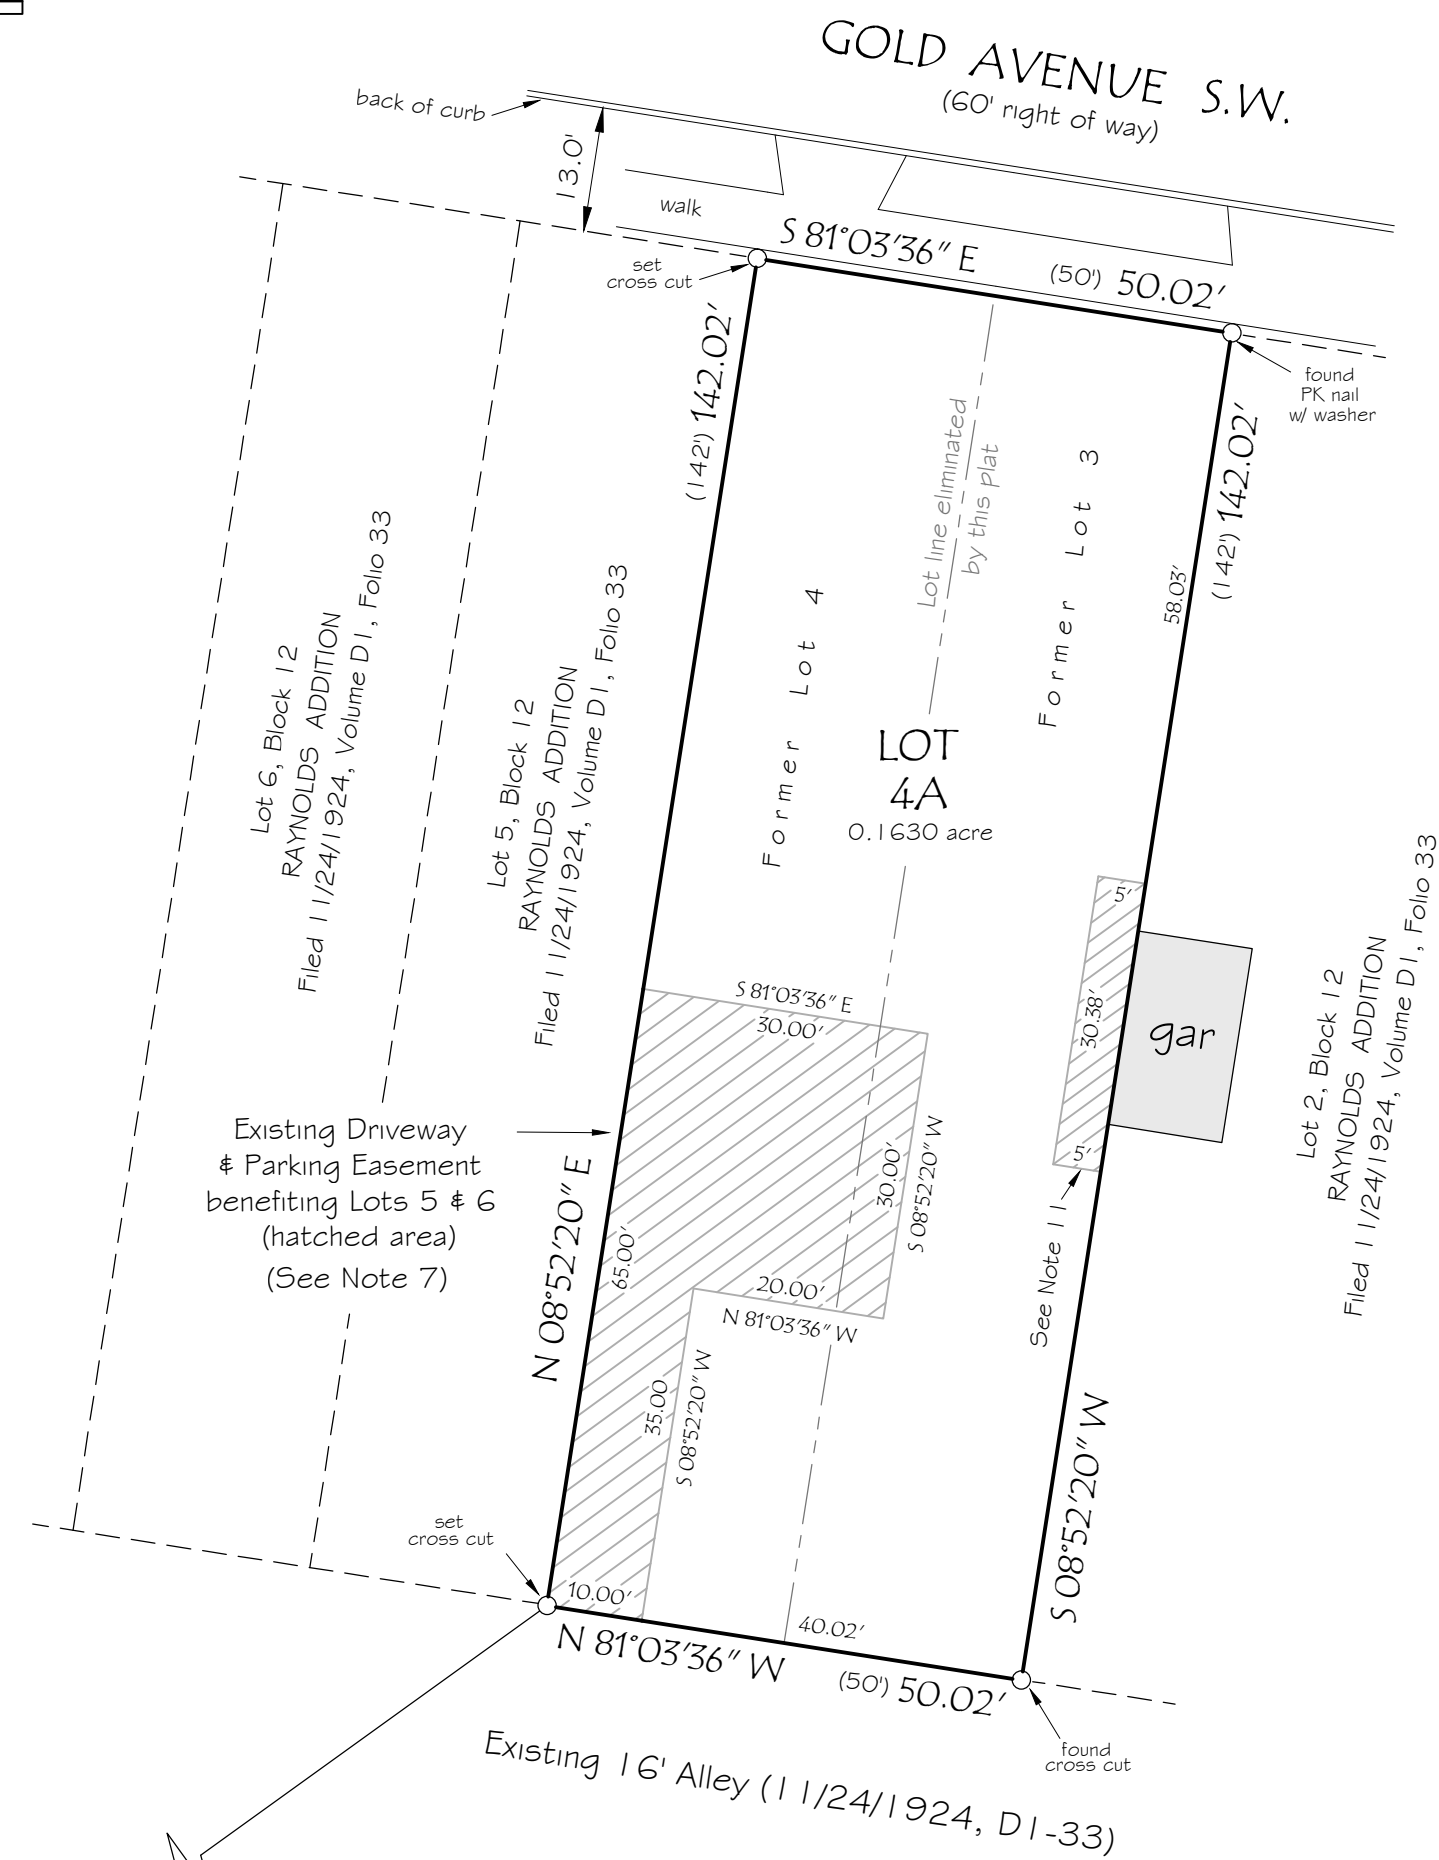 GOLD AVENUE S.W.
(60' right of way)
back of curb
13.0'
walk
S 81°03'36" E
(50') 50.02'
set
cross cut
found
PK nail
w/ washer
(142') 142.02'
(142') 142.02'
Lot line eliminated
by this plat
Former Lot 3
Former Lot 4
58.03'
Lot 6, Block 12
RAYNOLDS ADDITION
Filed 11/24/1924, Volume D1, Folio 33
Lot 5, Block 12
RAYNOLDS ADDITION
Filed 11/24/1924, Volume D1, Folio 33
LOT
4A
0.1630 acre
5'
30.38'
gar
5'
See Note 11
Lot 2, Block 12
RAYNOLDS ADDITION
Filed 11/24/1924, Volume D1, Folio 33
S 81°03'36" E
30.00'
Existing Driveway
& Parking Easement
benefiting Lots 5 & 6
(hatched area)
(See Note 7)
N 08°52'20" E
65.00'
30.00'
S 08°52'20" W
20.00'
N 81°03'36" W
35.00
S 08°52'20" W
S 08°52'20" W
set
cross cut
10.00'
40.02'
N 81°03'36" W
(50') 50.02'
found
cross cut
Existing 16' Alley (11/24/1924, D1-33)